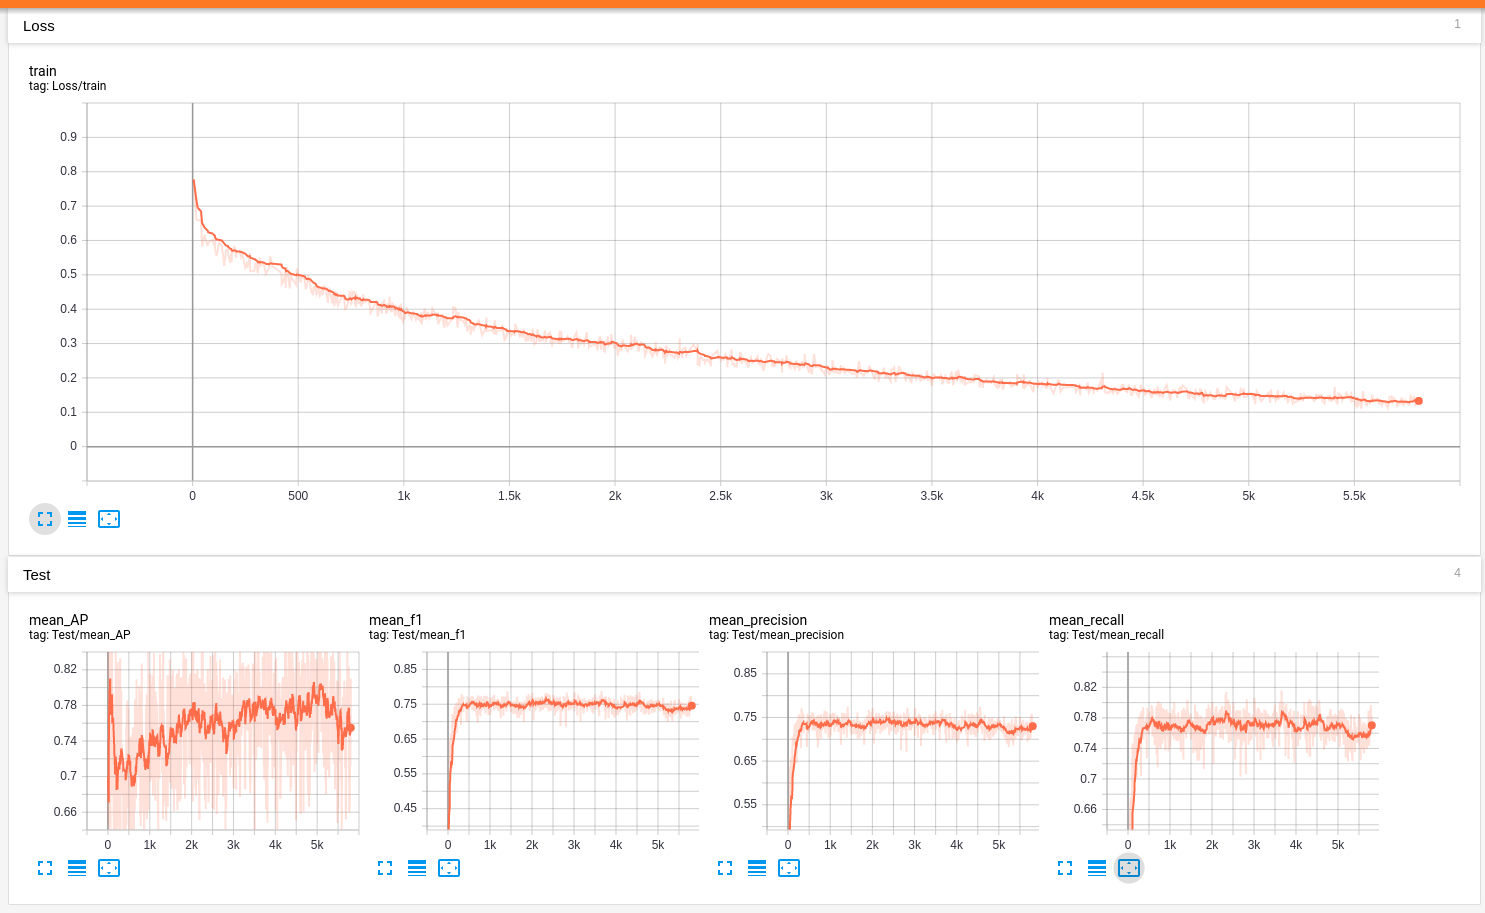 Loss 1
train
tag: Loss/train
0.9
0.8
0.7
0.6
0.5
0.4
0.3
0.2
0.1
0
0 500 1k 1.5k 2k 2.5k 3k 3.5k 4k 4.5k 5k 5.5k
Test 4
mean_AP
tag: Test/mean_AP
0.82
0.78
0.74
0.7
0.66
0 1k 2k 3k 4k 5k
mean_f1
tag: Test/mean_f1
0.85
0.75
0.65
0.55
0.45
0 1k 2k 3k 4k 5k
mean_precision
tag: Test/mean_precision
0.85
0.75
0.65
0.55
0 1k 2k 3k 4k 5k
mean_recall
tag: Test/mean_recall
0.82
0.78
0.74
0.7
0.66
0 1k 2k 3k 4k 5k